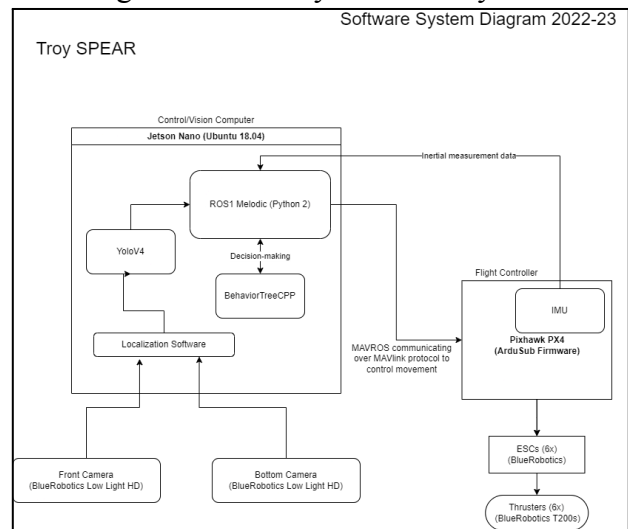 Software System Diagram 2022-23
Troy SPEAR
Control/Vision Computer
Jetson Nano (Ubuntu 18.04)
Inertial measurement data
ROS1 Melodic (Python 2)
YoloV4
Decision-making
BehaviorTreeCPP
Localization Software
Flight Controller
IMU
Pixhawk PX4
(ArduSub Firmware)
MAVROS communicating
over MAVlink protocol to
control movement
ESCs (6x)
(BlueRobotics)
Front Camera
(BlueRobotics Low Light HD)
Bottom Camera
(BlueRobotics Low Light HD)
Thrusters (6x)
(BlueRobotics T200s)